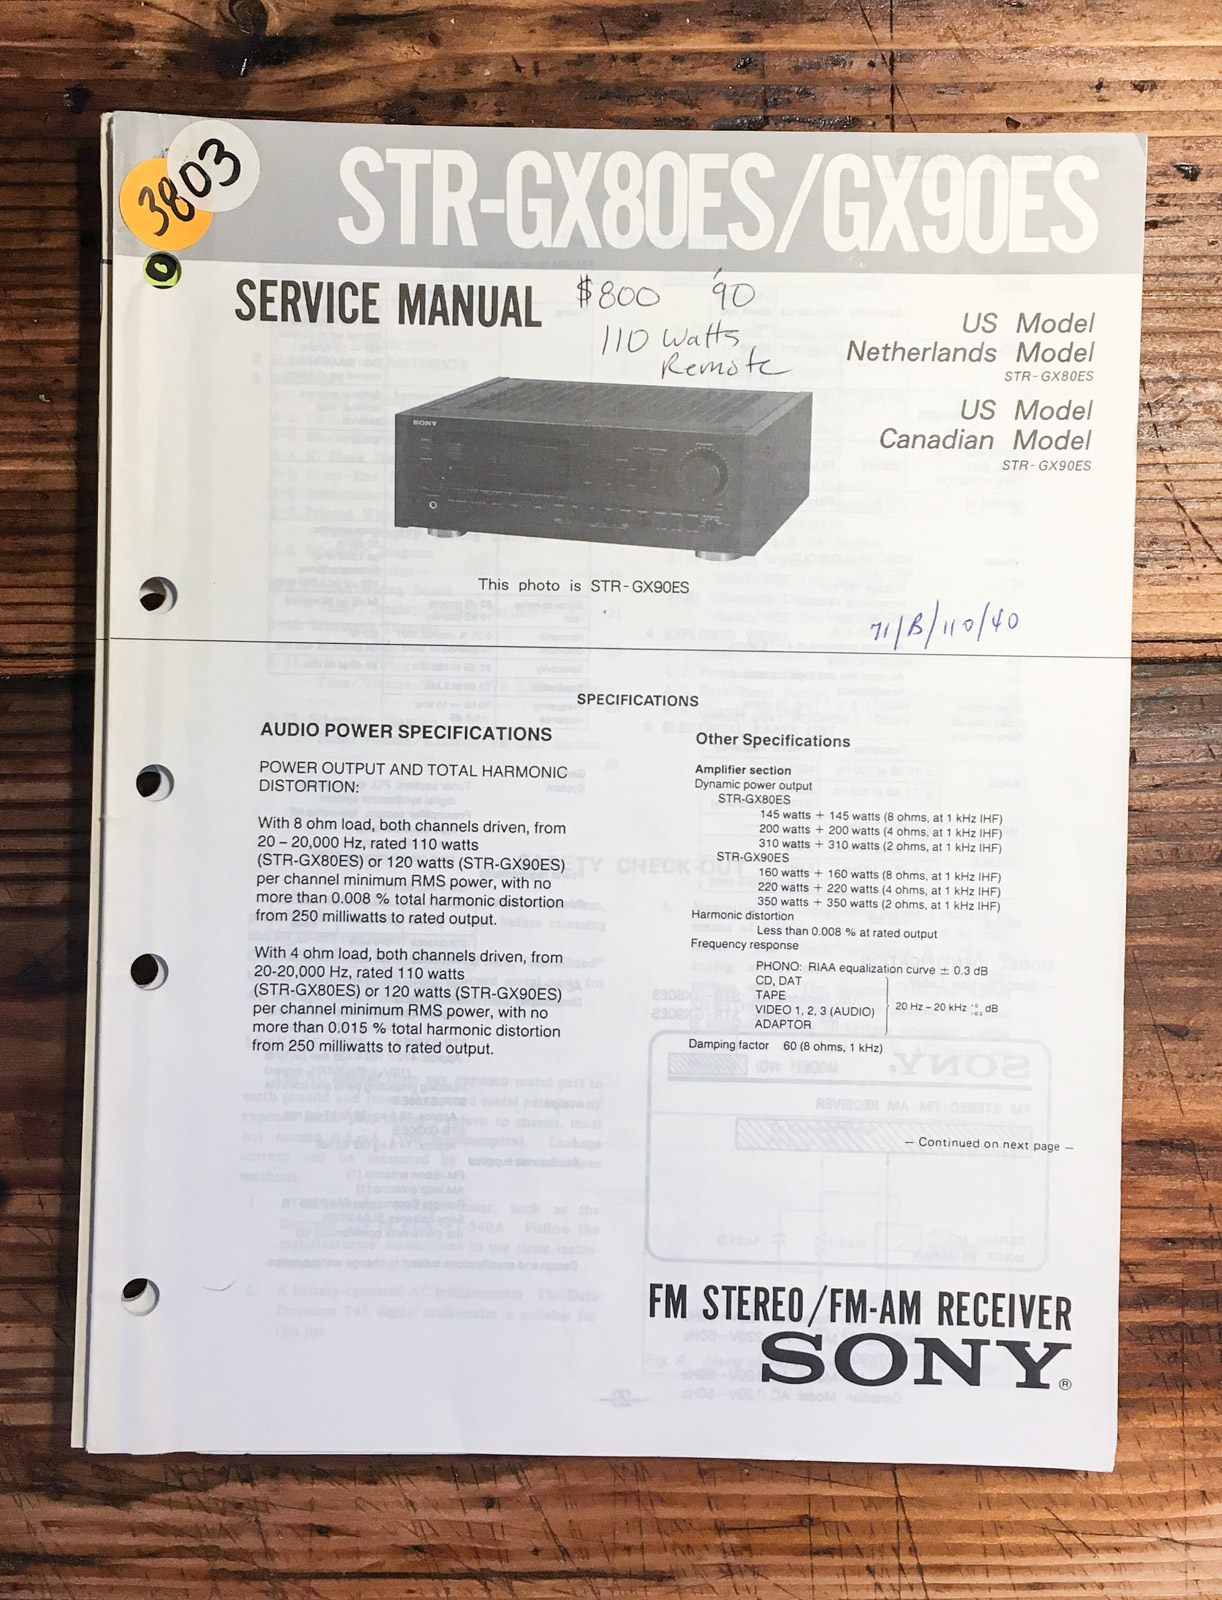 3803
0
STR-GX80ES/GX90ES
SERVICE MANUAL
$800 '90
110 Watts
Remote
US Model
Netherlands Model
STR-GX80ES
US Model
Canadian Model
STR-GX90ES
SONY
This photo is STR-GX90ES
71/B/110/40
SPECIFICATIONS
AUDIO POWER SPECIFICATIONS
POWER OUTPUT AND TOTAL HARMONIC
DISTORTION:
With 8 ohm load, both channels driven, from
20 – 20,000 Hz, rated 110 watts
(STR-GX80ES) or 120 watts (STR-GX90ES)
per channel minimum RMS power, with no
more than 0.008 % total harmonic distortion
from 250 milliwatts to rated output.
With 4 ohm load, both channels driven, from
20-20,000 Hz, rated 110 watts
(STR-GX80ES) or 120 watts (STR-GX90ES)
per channel minimum RMS power, with no
more than 0.015 % total harmonic distortion
from 250 milliwatts to rated output.
Other Specifications
Amplifier section
Dynamic power output
STR-GX80ES
145 watts + 145 watts (8 ohms, at 1 kHz IHF)
200 watts + 200 watts (4 ohms, at 1 kHz IHF)
310 watts + 310 watts (2 ohms, at 1 kHz IHF)
STR-GX90ES
160 watts + 160 watts (8 ohms, at 1 kHz IHF)
220 watts + 220 watts (4 ohms, at 1 kHz IHF)
350 watts + 350 watts (2 ohms, at 1 kHz IHF)
Harmonic distortion
Less than 0.008 % at rated output
Frequency response
PHONO: RIAA equalization curve ± 0.3 dB
CD, DAT
TAPE
VIDEO 1, 2, 3 (AUDIO) 20 Hz – 20 kHz dB
ADAPTOR
Damping factor 60 (8 ohms, 1 kHz)
– Continued on next page –
FM STEREO/FM-AM RECEIVER
SONY®